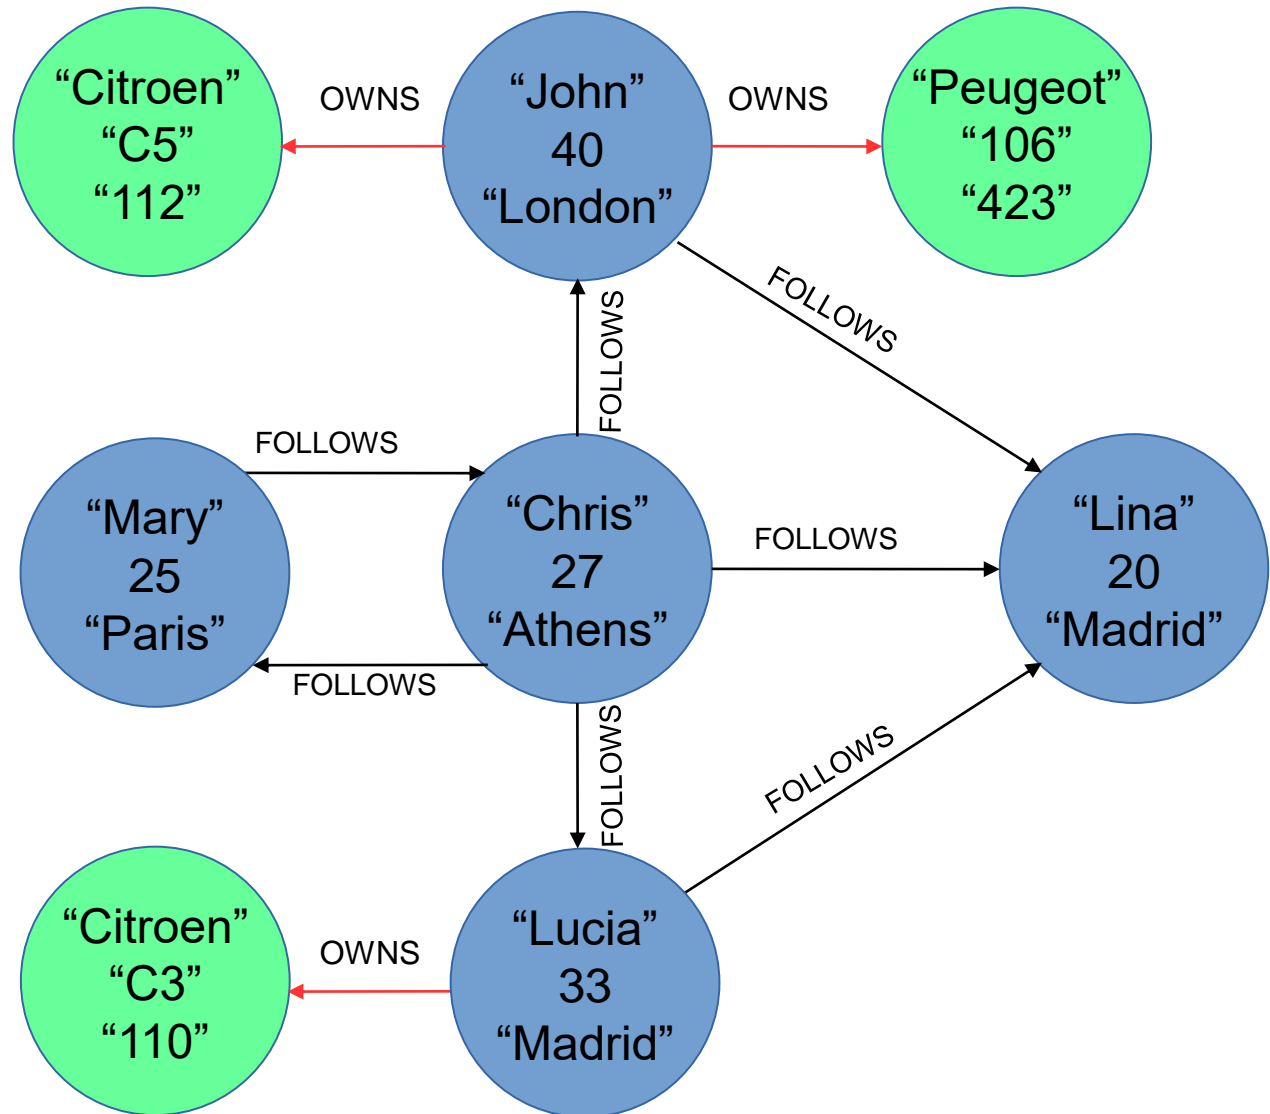 “Citroen”
“C5”
“112”
OWNS
“John”
40
“London”
OWNS
“Peugeot”
“106”
“423”
FOLLOWS
FOLLOWS
FOLLOWS
“Mary”
25
“Paris”
“Chris”
27
“Athens”
FOLLOWS
“Lina”
20
“Madrid”
FOLLOWS
FOLLOWS
FOLLOWS
“Citroen”
“C3”
“110”
OWNS
“Lucia”
33
“Madrid”